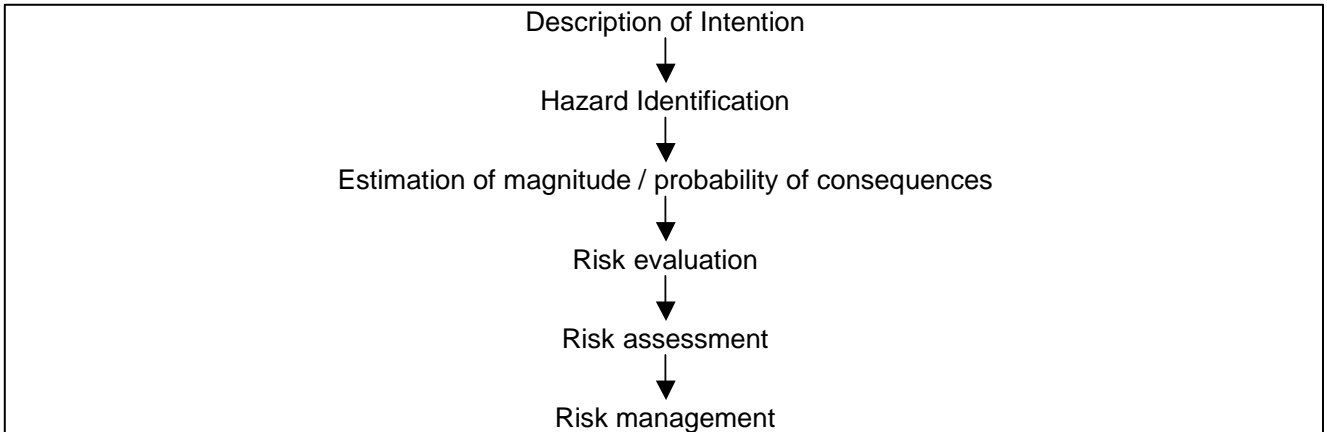 Description of Intention
Hazard Identification
Estimation of magnitude / probability of consequences
Risk evaluation
Risk assessment
Risk management